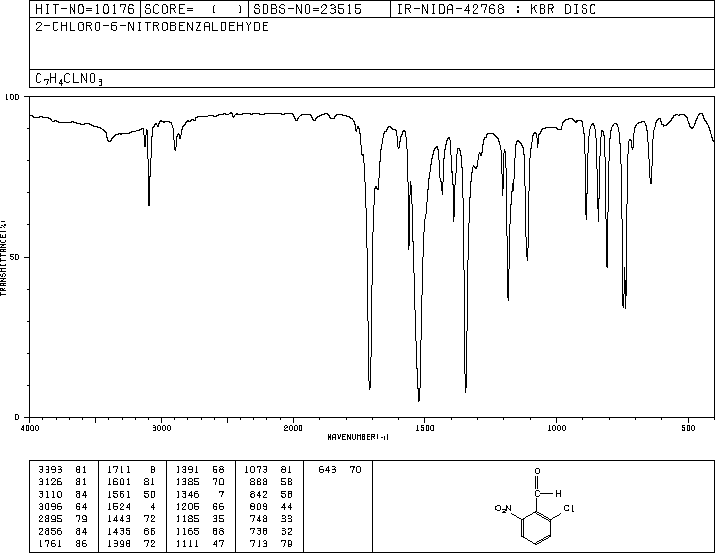 HIT-NO=10176 SCORE= ( ) SDBS-NO=23515 IR-NIDA-42768 : KBR DISC
2-CHLORO-6-NITROBENZALDEHYDE
C7H4CLNO3
100
50
0
TRANSMITTANCE(%)
4000 3000 2000 1500 1000 500
WAVENUMBER(-1)
3393 81 1711 8 1391 58 1073 81 643 70
3126 81 1601 81 1385 70 888 58
3110 84 1561 50 1346 7 842 58
3096 64 1524 4 1205 66 809 44
2895 79 1443 72 1185 35 748 33
2856 84 1435 66 1165 68 738 32
1761 86 1398 72 1111 47 713 79
O
C—H
O2N Cl